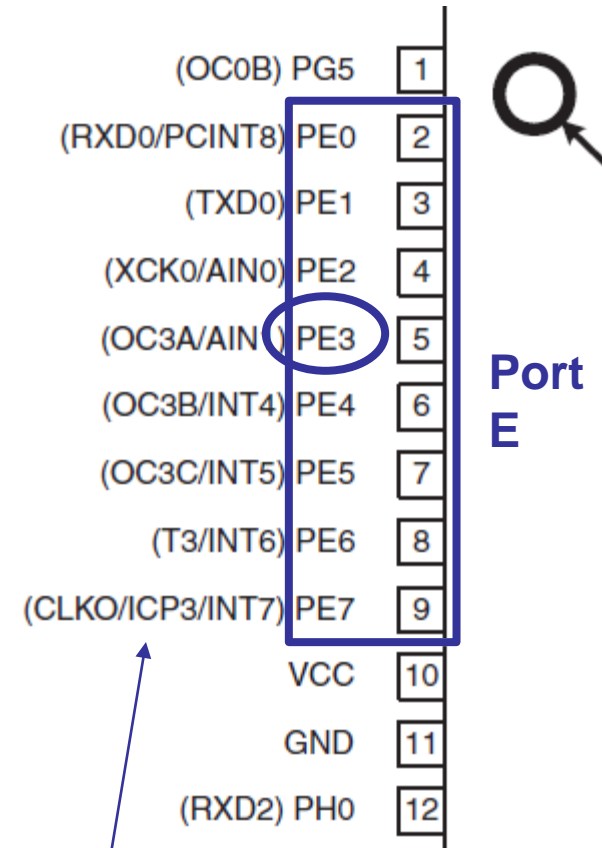 (OC0B) PG5 1
(RXD0/PCINT8) PE0 2
(TXD0) PE1 3
(XCK0/AIN0) PE2 4
(OC3A/AIN ) PE3 5
(OC3B/INT4) PE4 6
(OC3C/INT5) PE5 7
(T3/INT6) PE6 8
(CLKO/ICP3/INT7) PE7 9
VCC 10
GND 11
(RXD2) PH0 12
Port
E